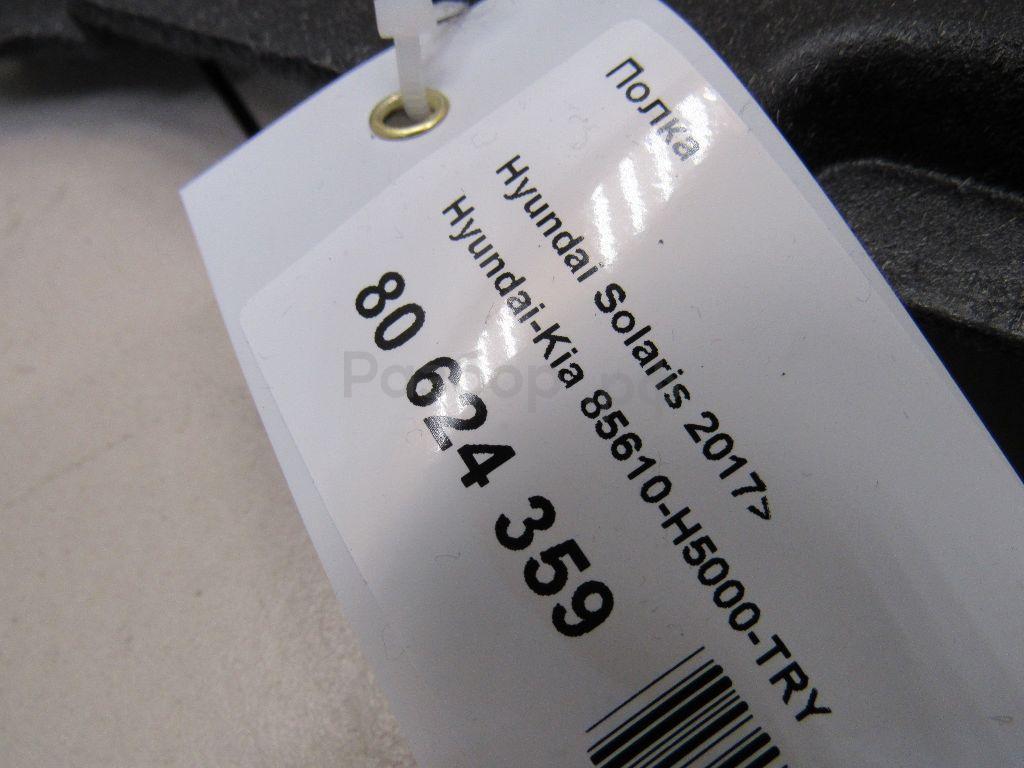 Полка
Hyundai Solaris 2017>
Hyundai-Kia 85610-H5000-TRY
80 624 359